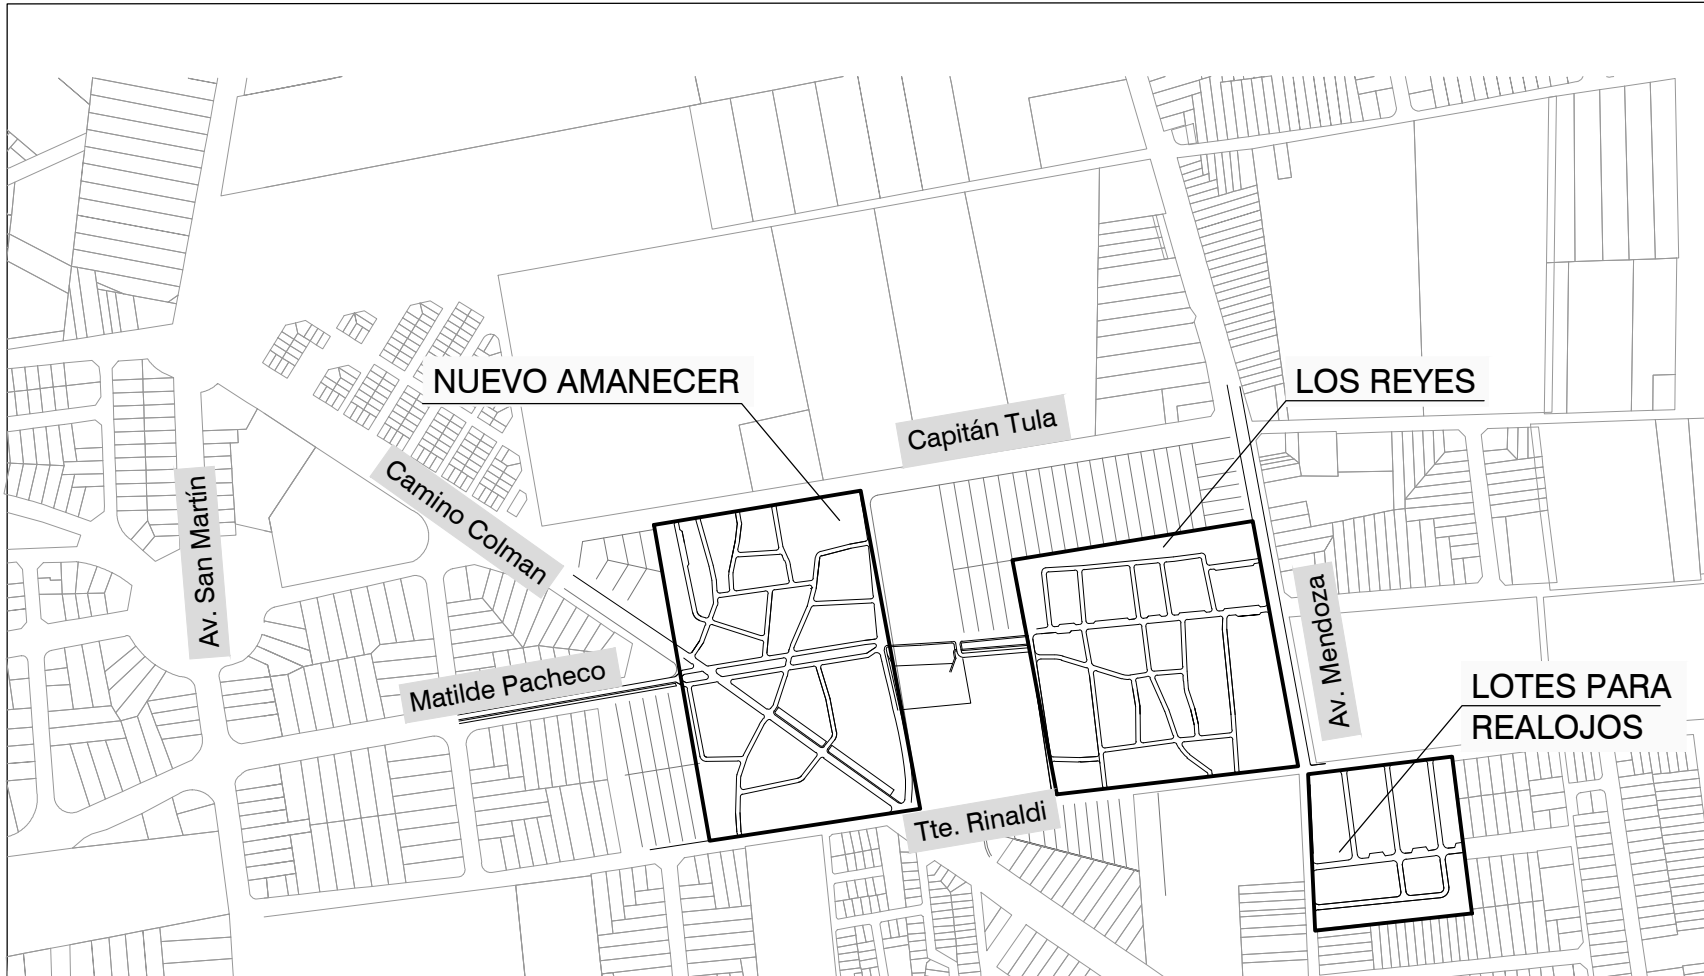 NUEVO AMANECER
LOS REYES
Capitán Tula
Camino Colman
Av. San Martín
Av. Mendoza
Matilde Pacheco
LOTES PARA
REALOJOS
Tte. Rinaldi